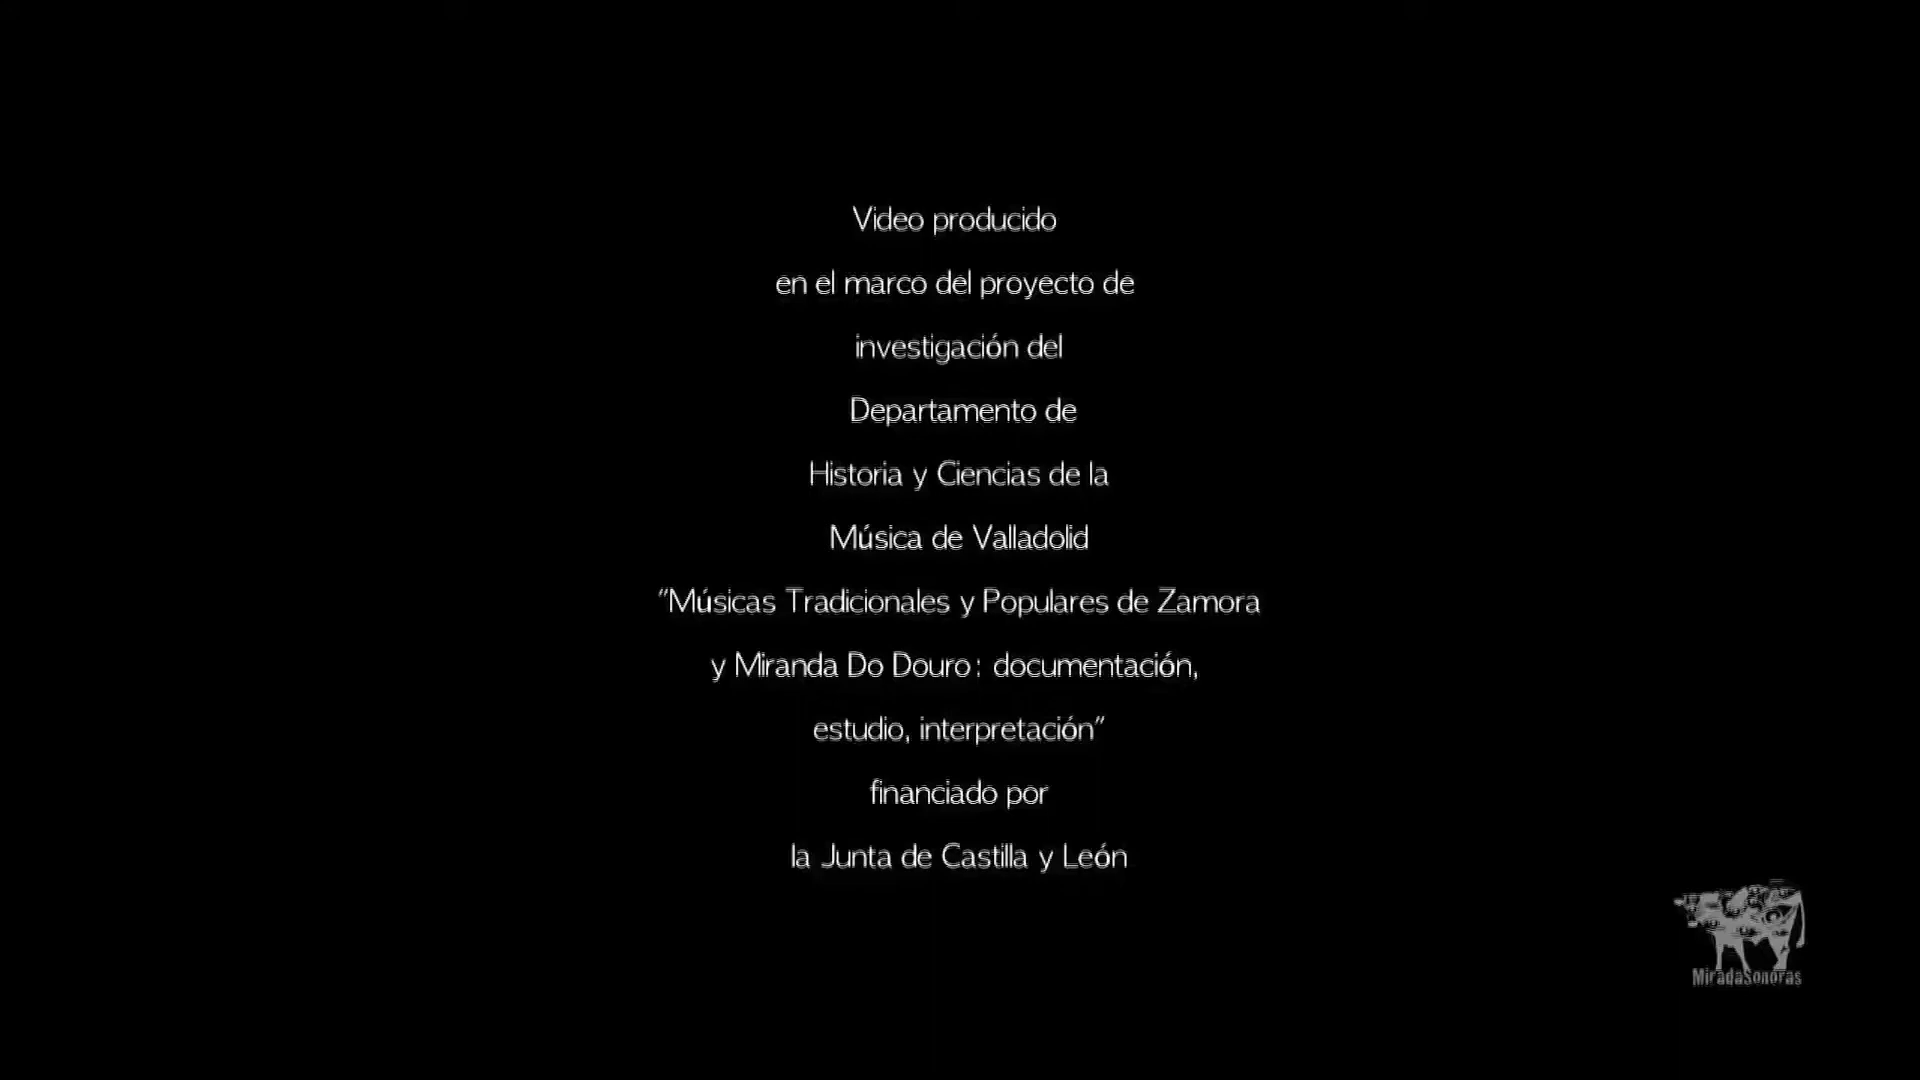 Video producido
en el marco del proyecto de
investigación del
Departamento de
Historia y Ciencias de la
Música de Valladolid
"Músicas Tradicionales y Populares de Zamora
y Miranda Do Douro: documentación,
estudio, interpretación"
financiado por
la Junta de Castilla y León
MiradaSonoras